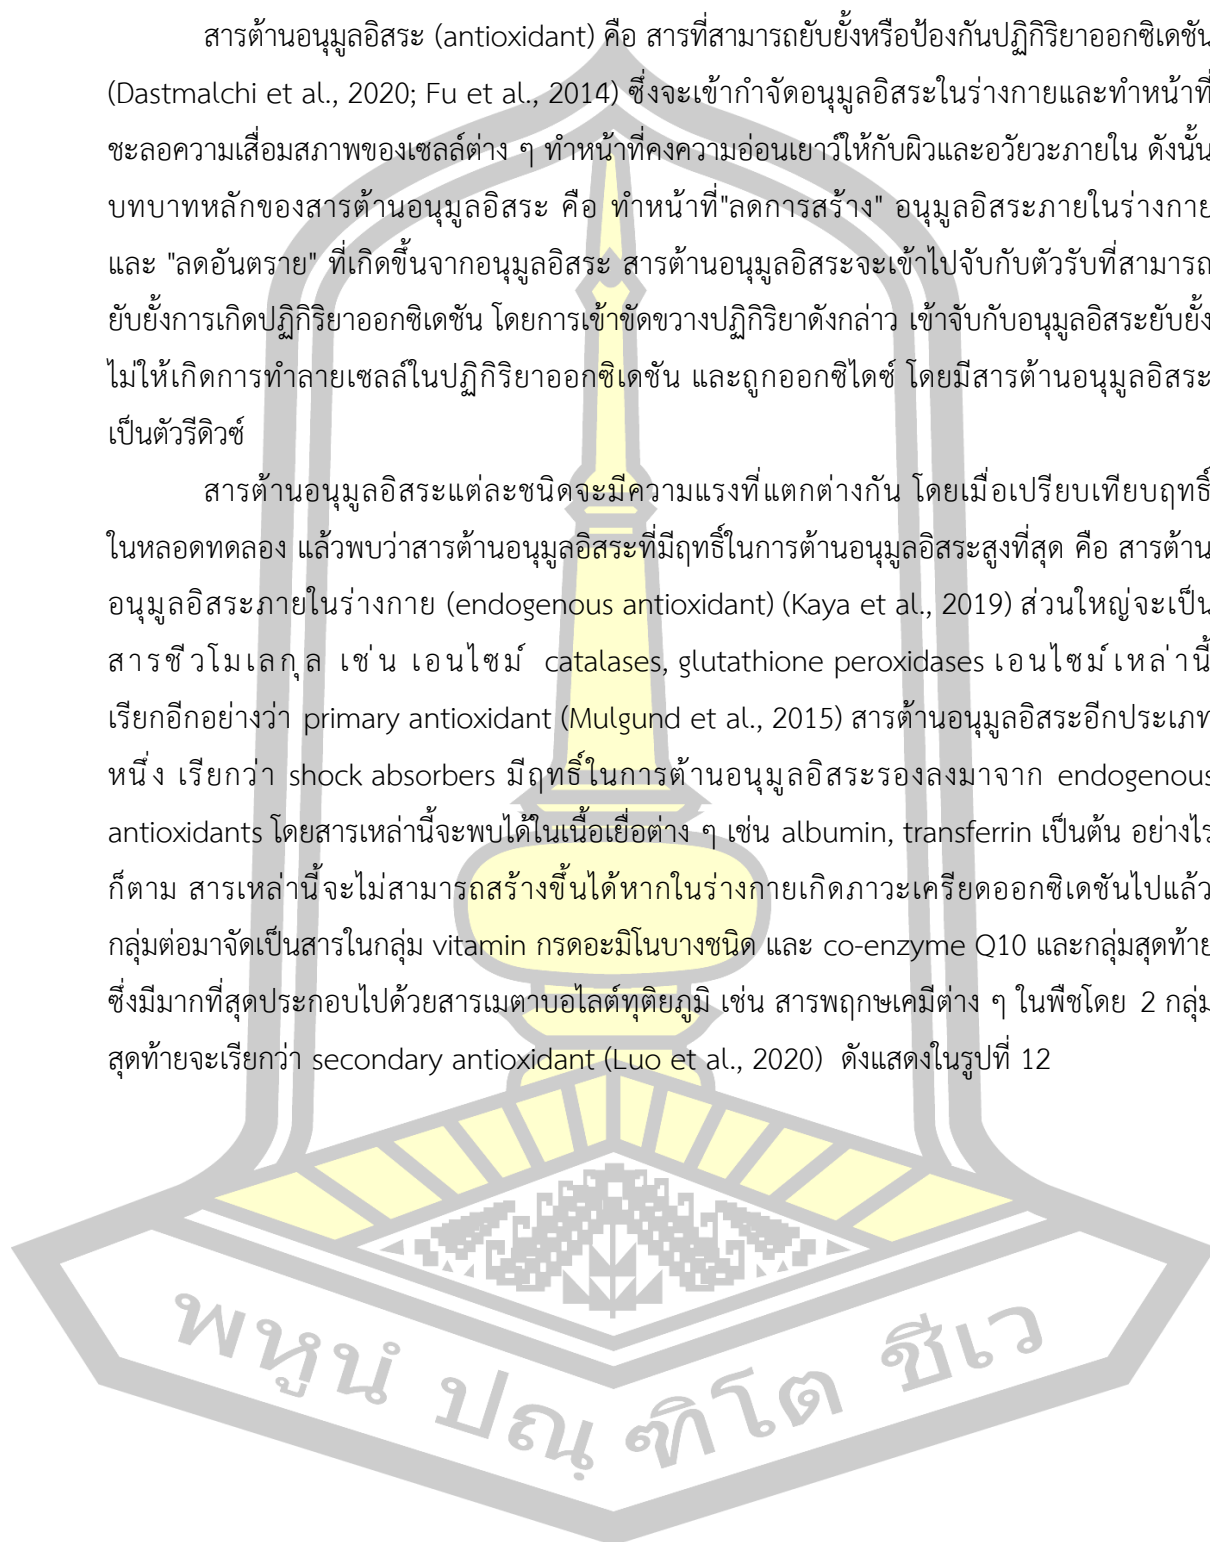 สารต้านอนุมูลอิสระ (antioxidant) คือ สารที่สามารถยับยั้งหรือป้องกันปฏิกิริยาออกซิเดชัน
(Dastmalchi et al., 2020; Fu et al., 2014) ซึ่งจะเข้ากำจัดอนุมูลอิสระในร่างกายและทำหน้าที่
ชะลอความเสื่อมสภาพของเซลล์ต่าง ๆ ทำหน้าที่คงความอ่อนเยาว์ให้กับผิวและอวัยวะภายใน ดังนั้น
บทบาทหลักของสารต้านอนุมูลอิสระ คือ ทำหน้าที่"ลดการสร้าง" อนุมูลอิสระภายในร่างกาย
และ "ลดอันตราย" ที่เกิดขึ้นจากอนุมูลอิสระ สารต้านอนุมูลอิสระจะเข้าไปจับกับตัวรับที่สามารถ
ยับยั้งการเกิดปฏิกิริยาออกซิเดชัน โดยการเข้าขัดขวางปฏิกิริยาดังกล่าว เข้าจับกับอนุมูลอิสระยับยั้ง
ไม่ให้เกิดการทำลายเซลล์ในปฏิกิริยาออกซิเดชัน และถูกออกซิไดซ์ โดยมีสารต้านอนุมูลอิสระ
เป็นตัวรีดิวซ์
สารต้านอนุมูลอิสระแต่ละชนิดจะมีความแรงที่แตกต่างกัน โดยเมื่อเปรียบเทียบฤทธิ์
ในหลอดทดลอง แล้วพบว่าสารต้านอนุมูลอิสระที่มีฤทธิ์ในการต้านอนุมูลอิสระสูงที่สุด คือ สารต้าน
อนุมูลอิสระภายในร่างกาย (endogenous antioxidant) (Kaya et al., 2019) ส่วนใหญ่จะเป็น
สารชีวโมเลกุล เช่น เอนไซม์ catalases, glutathione peroxidases เอนไซม์เหล่านี้
เรียกอีกอย่างว่า primary antioxidant (Mulgund et al., 2015) สารต้านอนุมูลอิสระอีกประเภท
หนึ่ง เรียกว่า shock absorbers มีฤทธิ์ในการต้านอนุมูลอิสระรองลงมาจาก endogenous
antioxidants โดยสารเหล่านี้จะพบได้ในเนื้อเยื่อต่าง ๆ เช่น albumin, transferrin เป็นต้น อย่างไร
ก็ตาม สารเหล่านี้จะไม่สามารถสร้างขึ้นได้หากในร่างกายเกิดภาวะเครียดออกซิเดชันไปแล้ว
กลุ่มต่อมาจัดเป็นสารในกลุ่ม vitamin กรดอะมิโนบางชนิด และ co-enzyme Q10 และกลุ่มสุดท้าย
ซึ่งมีมากที่สุดประกอบไปด้วยสารเมตาบอไลต์ทุติยภูมิ เช่น สารพฤกษเคมีต่าง ๆ ในพืชโดย 2 กลุ่ม
สุดท้ายจะเรียกว่า secondary antioxidant (Luo et al., 2020) ดังแสดงในรูปที่ 12
พหูนํ ปณฺฑิโต ชีเว